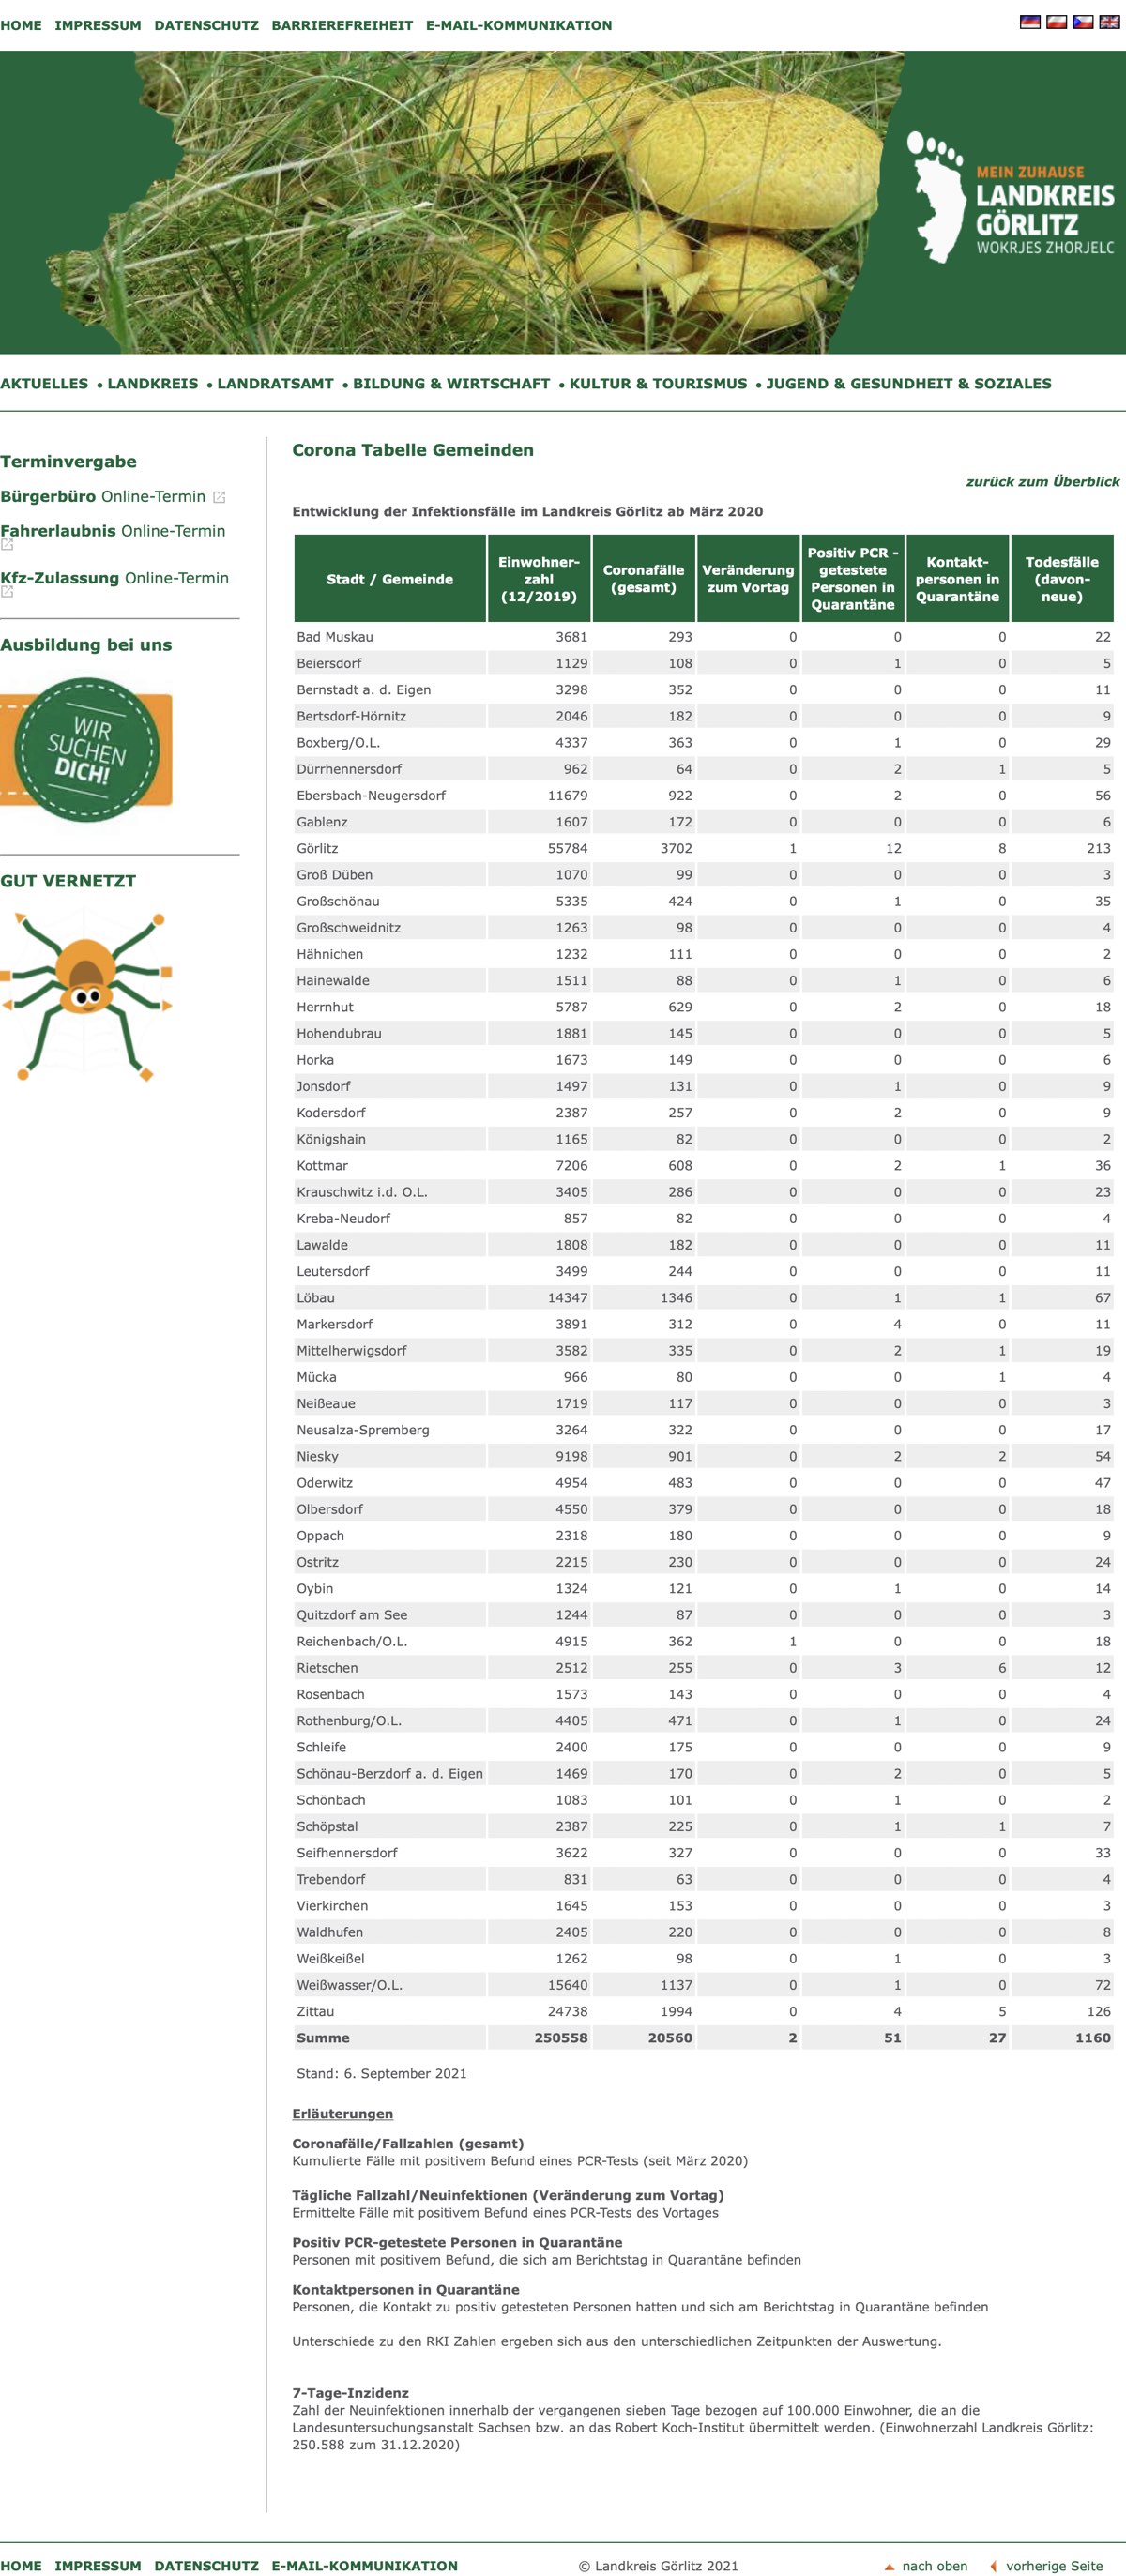 HOME IMPRESSUM DATENSCHUTZ BARRIEREFREIHEIT E-MAIL-KOMMUNIKATION
MEIN ZUHAUSE
LANDKREIS
GÖRLITZ
WOKRJES ZHORJELC
AKTUELLES • LANDKREIS • LANDRATSAMT • BILDUNG & WIRTSCHAFT • KULTUR & TOURISMUS • JUGEND & GESUNDHEIT & SOZIALES
Terminvergabe
Bürgerbüro Online-Termin
Fahrerlaubnis Online-Termin
Kfz-Zulassung Online-Termin
Ausbildung bei uns
WIR
SUCHEN
DICH!
GUT VERNETZT
Corona Tabelle Gemeinden
zurück zum Überblick
Entwicklung der Infektionsfälle im Landkreis Görlitz ab März 2020
Stadt / Gemeinde Einwohner-zahl (12/2019) Coronafälle (gesamt) Veränderung zum Vortag Positiv PCR - getestete Personen in Quarantäne Kontakt-personen in Quarantäne Todesfälle (davon-neue)
Bad Muskau 3681 293 0 0 0 22
Beiersdorf 1129 108 0 1 0 5
Bernstadt a. d. Eigen 3298 352 0 0 0 11
Bertsdorf-Hörnitz 2046 182 0 0 0 9
Boxberg/O.L. 4337 363 0 1 0 29
Dürrhennersdorf 962 64 0 2 1 5
Ebersbach-Neugersdorf 11679 922 0 2 0 56
Gablenz 1607 172 0 0 0 6
Görlitz 55784 3702 1 12 8 213
Groß Düben 1070 99 0 0 0 3
Großschönau 5335 424 0 1 0 35
Großschweidnitz 1263 98 0 0 0 4
Hähnichen 1232 111 0 0 0 2
Hainewalde 1511 88 0 1 0 6
Herrnhut 5787 629 0 2 0 18
Hohendubrau 1881 145 0 0 0 5
Horka 1673 149 0 0 0 6
Jonsdorf 1497 131 0 1 0 9
Kodersdorf 2387 257 0 2 0 9
Königshain 1165 82 0 0 0 2
Kottmar 7206 608 0 2 1 36
Krauschwitz i.d. O.L. 3405 286 0 0 0 23
Kreba-Neudorf 857 82 0 0 0 4
Lawalde 1808 182 0 0 0 11
Leutersdorf 3499 244 0 0 0 11
Löbau 14347 1346 0 1 1 67
Markersdorf 3891 312 0 4 0 11
Mittelherwigsdorf 3582 335 0 2 1 19
Mücka 966 80 0 0 1 4
Neißeaue 1719 117 0 0 0 3
Neusalza-Spremberg 3264 322 0 0 0 17
Niesky 9198 901 0 2 2 54
Oderwitz 4954 483 0 0 0 47
Olbersdorf 4550 379 0 0 0 18
Oppach 2318 180 0 0 0 9
Ostritz 2215 230 0 0 0 24
Oybin 1324 121 0 1 0 14
Quitzdorf am See 1244 87 0 0 0 3
Reichenbach/O.L. 4915 362 1 0 0 18
Rietschen 2512 255 0 3 6 12
Rosenbach 1573 143 0 0 0 4
Rothenburg/O.L. 4405 471 0 1 0 24
Schleife 2400 175 0 0 0 9
Schönau-Berzdorf a. d. Eigen 1469 170 0 2 0 5
Schönbach 1083 101 0 1 0 2
Schöpstal 2387 225 0 1 1 7
Seifhennersdorf 3622 327 0 0 0 33
Trebendorf 831 63 0 0 0 4
Vierkirchen 1645 153 0 0 0 3
Waldhufen 2405 220 0 0 0 8
Weißkeißel 1262 98 0 1 0 3
Weißwasser/O.L. 15640 1137 0 1 0 72
Zittau 24738 1994 0 4 5 126
Summe 250558 20560 2 51 27 1160
Stand: 6. September 2021
Erläuterungen
Coronafälle/Fallzahlen (gesamt)
Kumulierte Fälle mit positivem Befund eines PCR-Tests (seit März 2020)
Tägliche Fallzahl/Neuinfektionen (Veränderung zum Vortag)
Ermittelte Fälle mit positivem Befund eines PCR-Tests des Vortages
Positiv PCR-getestete Personen in Quarantäne
Personen mit positivem Befund, die sich am Berichtstag in Quarantäne befinden
Kontaktpersonen in Quarantäne
Personen, die Kontakt zu positiv getesteten Personen hatten und sich am Berichtstag in Quarantäne befinden
Unterschiede zu den RKI Zahlen ergeben sich aus den unterschiedlichen Zeitpunkten der Auswertung.
7-Tage-Inzidenz
Zahl der Neuinfektionen innerhalb der vergangenen sieben Tage bezogen auf 100.000 Einwohner, die an die
Landesuntersuchungsanstalt Sachsen bzw. an das Robert Koch-Institut übermittelt werden. (Einwohnerzahl Landkreis Görlitz:
250.588 zum 31.12.2020)
HOME IMPRESSUM DATENSCHUTZ E-MAIL-KOMMUNIKATION © Landkreis Görlitz 2021 nach oben vorherige Seite